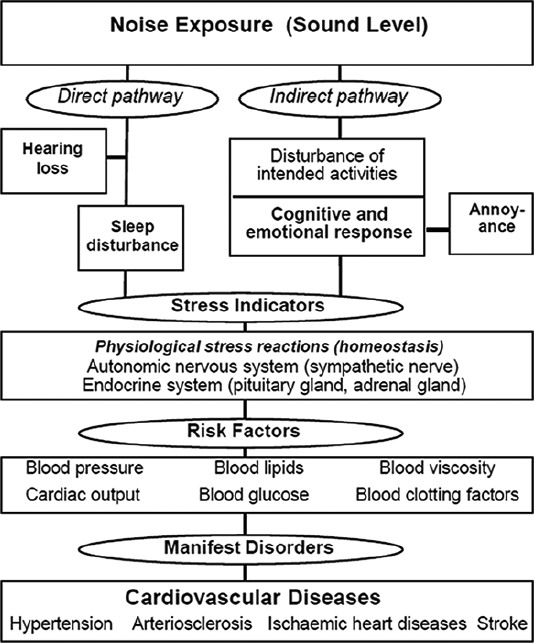 Noise Exposure (Sound Level)
Direct pathway
Indirect pathway
Hearing
loss
Sleep
disturbance
Disturbance of
intended activities
Cognitive and
emotional response
Annoy-
ance
Stress Indicators
Physiological stress reactions (homeostasis)
Autonomic nervous system (sympathetic nerve)
Endocrine system (pituitary gland, adrenal gland)
Risk Factors
Blood pressure Blood lipids Blood viscosity
Cardiac output Blood glucose Blood clotting factors
Manifest Disorders
Cardiovascular Diseases
Hypertension Arteriosclerosis Ischaemic heart diseases Stroke